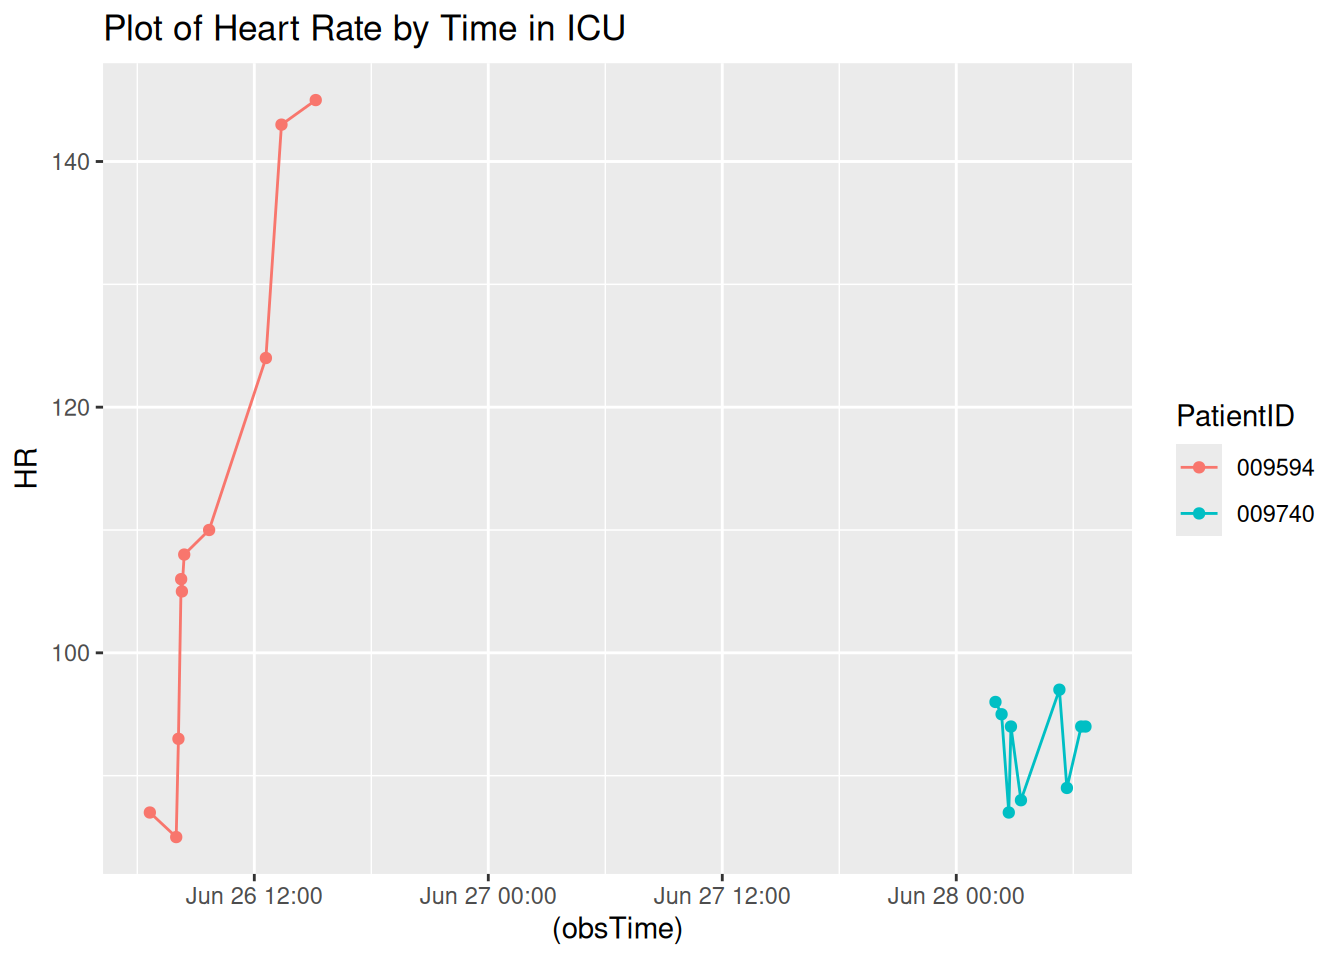 Plot of Heart Rate by Time in ICU
140
120
100
HR
Jun 26 12:00 Jun 27 00:00 Jun 27 12:00 Jun 28 00:00
(obsTime)
PatientID
009594
009740